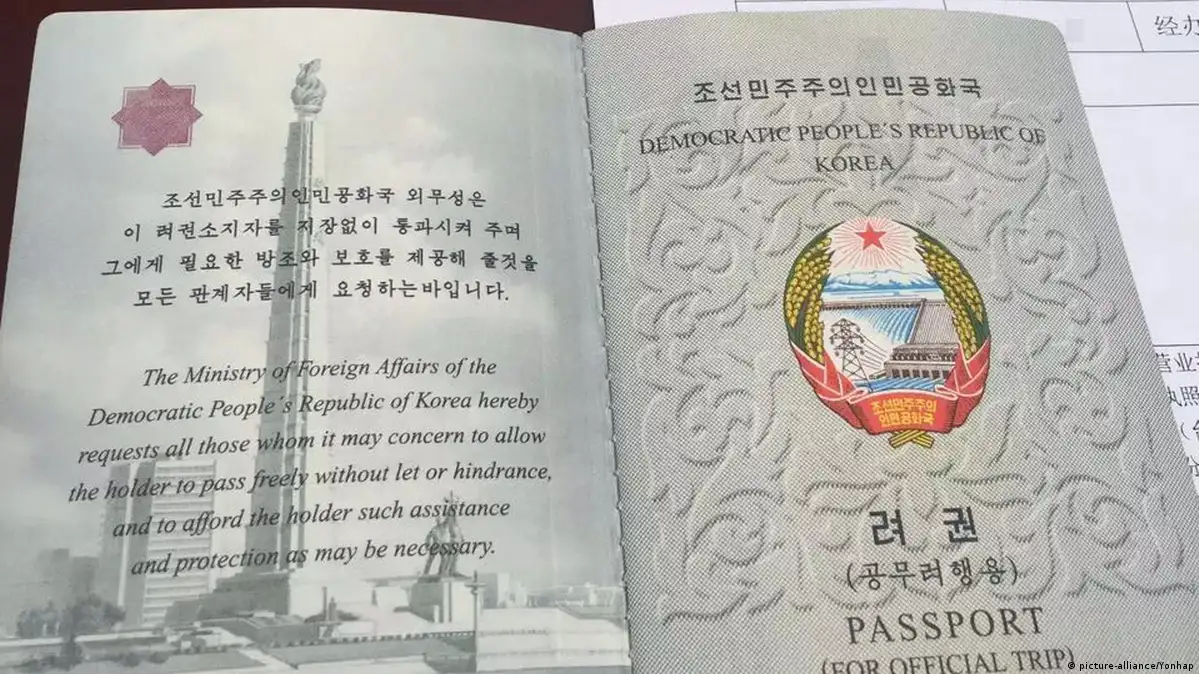 조선민주주의인민공화국 외무성은
이 려권소지자를 지장없이 통과시켜 주며
그에게 필요한 방조와 보호를 제공해 줄것을
모든 관계자들에게 요청하는바입니다.
The Ministry of Foreign Affairs of the
Democratic People´s Republic of Korea hereby
requests all those whom it may concern to allow
the holder to pass freely without let or hindrance,
and to afford the holder such assistance
and protection as may be necessary.
조선민주주의인민공화국
DEMOCRATIC PEOPLE´S REPUBLIC OF
KOREA
조선민주주의
인민공화국
려 권
(공무려행용)
PASSPORT
(FOR OFFICIAL TRIP)
经办
营业
执照
© picture-alliance/Yonhap